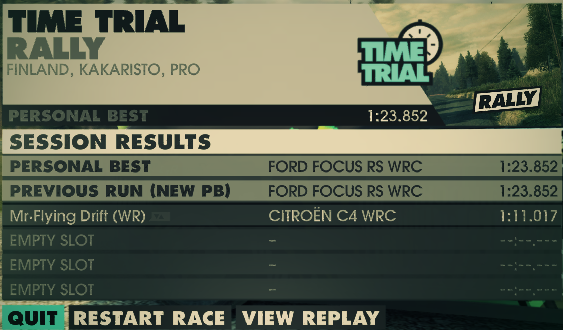 TIME TRIAL
RALLY
FINLAND, KAKARISTO, PRO
TIME
TRIAL
RALLY
PERSONAL BEST 1:23.852
SESSION RESULTS
PERSONAL BEST FORD FOCUS RS WRC 1:23.852
PREVIOUS RUN (NEW PB) FORD FOCUS RS WRC 1:23.852
Mr-Flying Drift (WR) CITROËN C4 WRC 1:11.017
EMPTY SLOT – --:--.---
EMPTY SLOT – --:--.---
EMPTY SLOT – --:--.---
QUIT RESTART RACE VIEW REPLAY